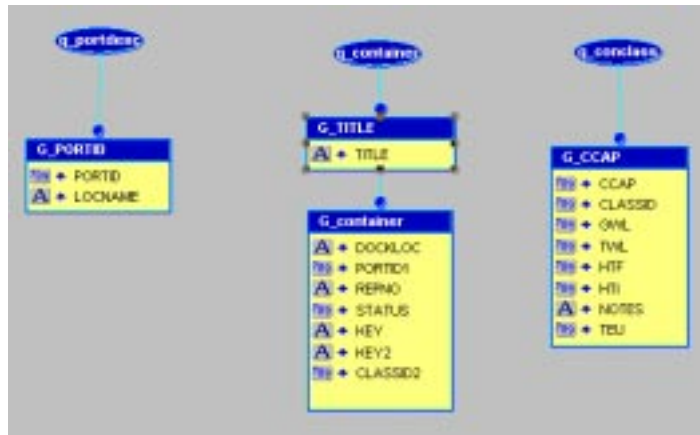 q_portdesc
G_PORTID
PORTID
LOCNAME
q_container
G_TITLE
TITLE
G_container
DOCKLOC
PORTID1
REFNO
STATUS
KEY
KEY2
CLASSID2
q_conclass
G_CCAP
CCAP
CLASSID
GWL
TWL
HTF
HTI
NOTES
TEU